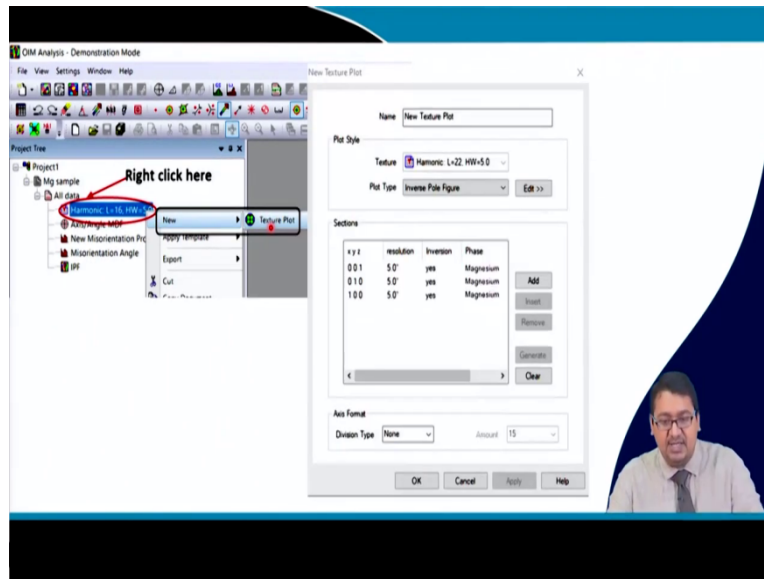 OIM Analysis - Demonstration Mode
File View Settings Window Help
Project Tree
Project1
Mg sample
All data
Right click here
Harmonic: L=16, HW=5.0
Axis/Angle MDF
New Misorientation Pro
Misorientation Angle
IPF
New
Texture Plot
Apply Template
Export
Cut
Copy Document
New Texture Plot
Name New Texture Plot
Plot Style
Texture Harmonic: L=22, HW=5.0
Plot Type Inverse Pole Figure Edit >>
Sections
x y z resolution Inversion Phase
0 0 1 5.0° yes Magnesium
0 1 0 5.0° yes Magnesium
1 0 0 5.0° yes Magnesium
Add
Insert
Remove
Generate
Clear
Axis Format
Division Type None Amount 15
OK Cancel Apply Help